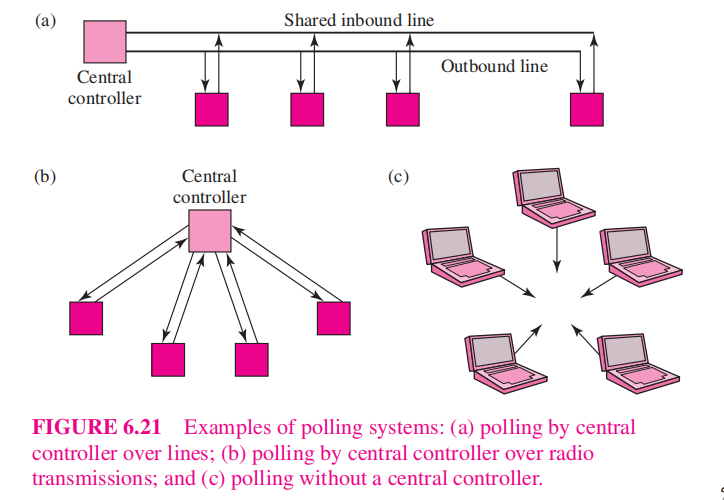 (a)
Shared inbound line
Outbound line
Central
controller
(b)
Central
controller
(c)
FIGURE 6.21 Examples of polling systems: (a) polling by central
controller over lines; (b) polling by central controller over radio
transmissions; and (c) polling without a central controller.